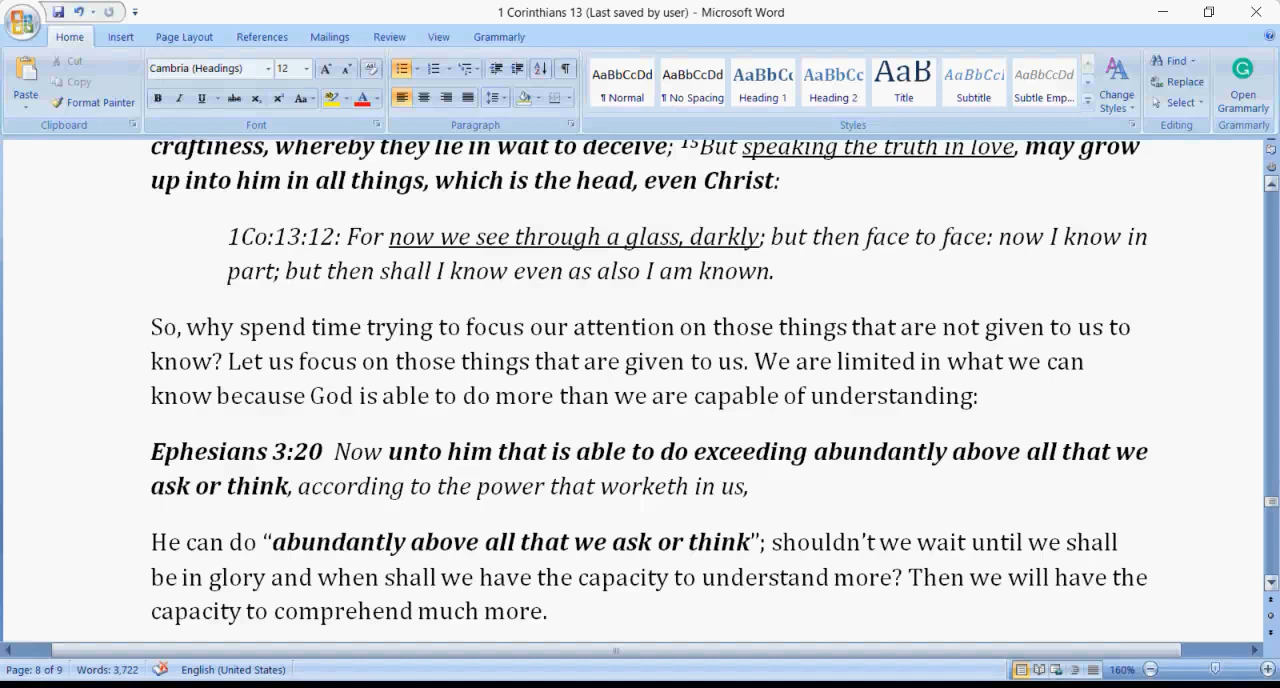 1 Corinthians 13 (Last saved by user) - Microsoft Word
Home Insert Page Layout References Mailings Review View Grammarly
Paste
Cut
Copy
Format Painter
Clipboard
Cambria (Headings) 12
Font
Paragraph
AaBbCcDd AaBbCcDd AaBbCc AaBbCc AaB AaBbCcI AaBbCcDd
¶ Normal ¶ No Spacing Heading 1 Heading 2 Title Subtitle Subtle Emp...
Change
Styles
Styles
Find
Replace
Select
Editing
Open
Grammarly
Grammarly
craftiness, whereby they lie in wait to deceive; 15But speaking the truth in love, may grow
up into him in all things, which is the head, even Christ:
1Co:13:12: For now we see through a glass, darkly; but then face to face: now I know in
part; but then shall I know even as also I am known.
So, why spend time trying to focus our attention on those things that are not given to us to
know? Let us focus on those things that are given to us. We are limited in what we can
know because God is able to do more than we are capable of understanding:
Ephesians 3:20 Now unto him that is able to do exceeding abundantly above all that we
ask or think, according to the power that worketh in us,
He can do “abundantly above all that we ask or think”; shouldn’t we wait until we shall
be in glory and when shall we have the capacity to understand more? Then we will have the
capacity to comprehend much more.
Page: 8 of 9 Words: 3,722 English (United States) 160%